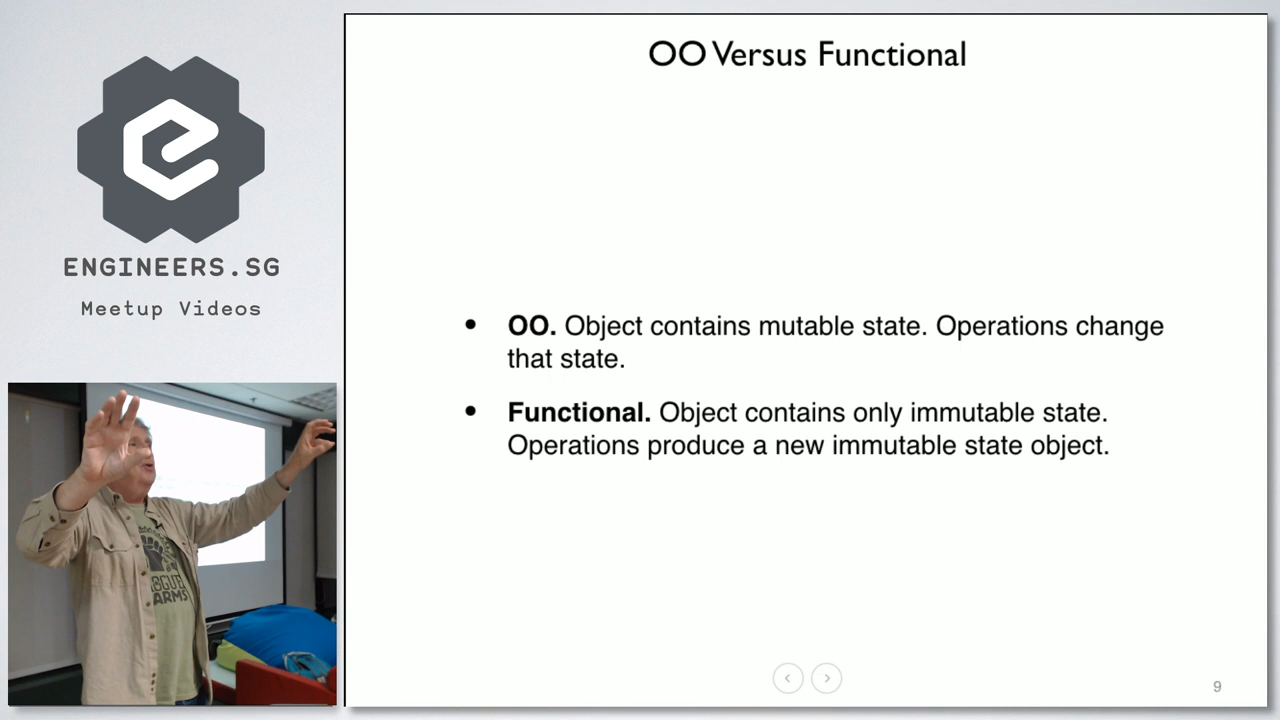 ENGINEERS.SG
Meetup Videos
OO Versus Functional
• OO. Object contains mutable state. Operations change
that state.
• Functional. Object contains only immutable state.
Operations produce a new immutable state object.
9
ARMS